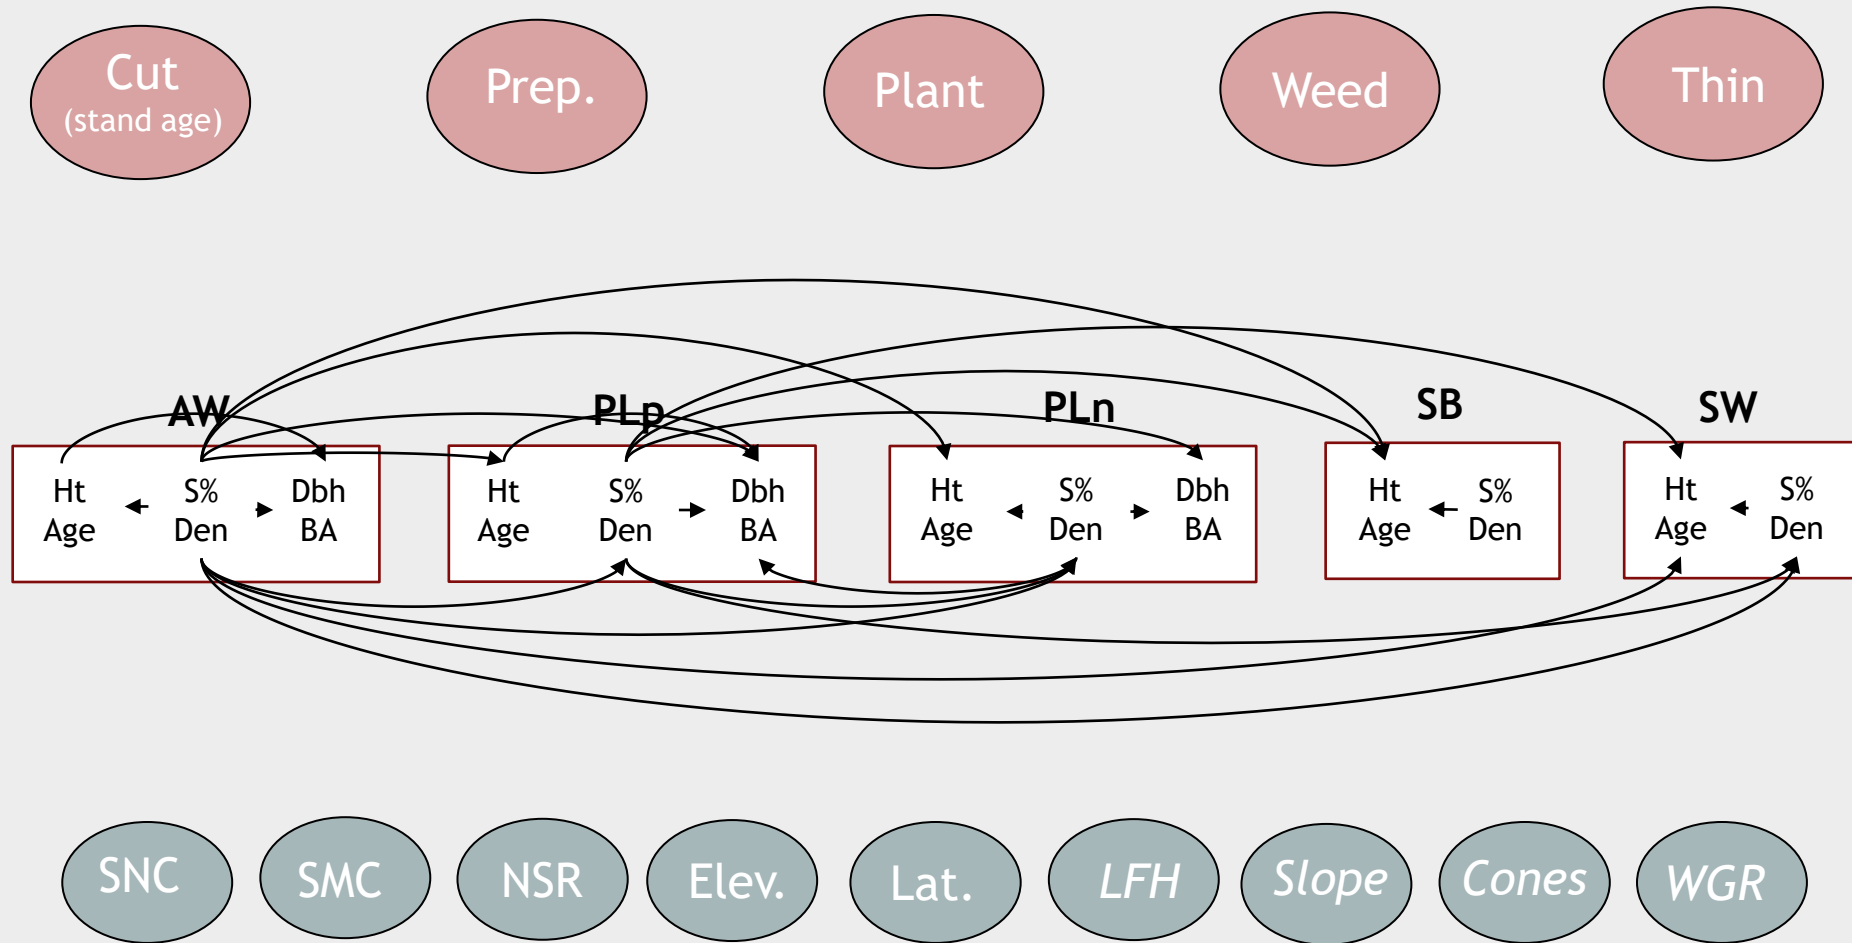 Cut
(stand age)
Prep.
Plant
Weed
Thin
AW
PLp
PLn
SB
SW
Ht
Age
S%
Den
Dbh
BA
Ht
Age
S%
Den
Dbh
BA
Ht
Age
S%
Den
Dbh
BA
Ht
Age
S%
Den
Ht
Age
S%
Den
SNC
SMC
NSR
Elev.
Lat.
LFH
Slope
Cones
WGR